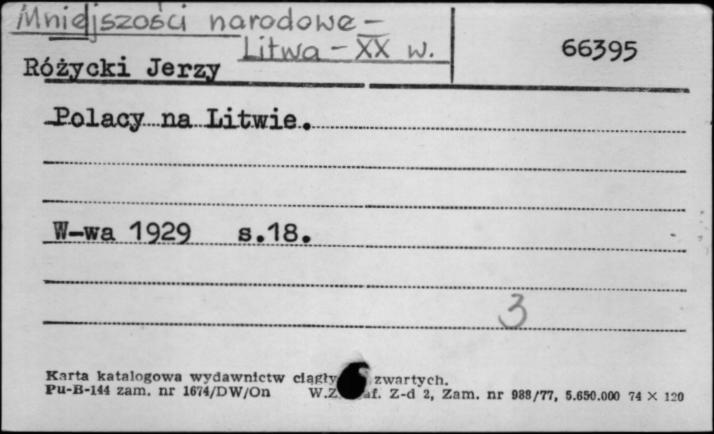 Mniejszości narodowe –
Litwa – XX w.
66395
Różycki Jerzy
Polacy na Litwie.
W-wa 1929 s.18.
3
Karta katalogowa wydawnictw ciągły zwartych.
Pu-B-144 zam. nr 1674/DW/On W.Z. af. Z-d 2, Zam. nr 988/77, 5.650.000 74 × 120